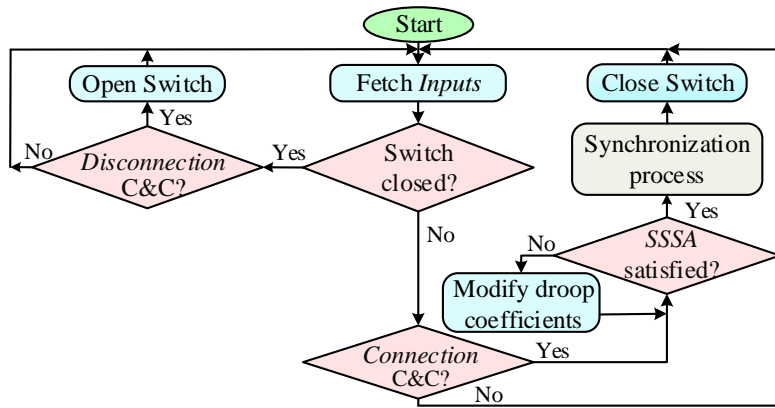 Start
Open Switch
Fetch Inputs
Close Switch
Yes
No
Disconnection
C&C?
Yes
Switch
closed?
Synchronization
process
No
Yes
SSSA
satisfied?
No
Modify droop
coefficients
Connection
C&C?
Yes
No